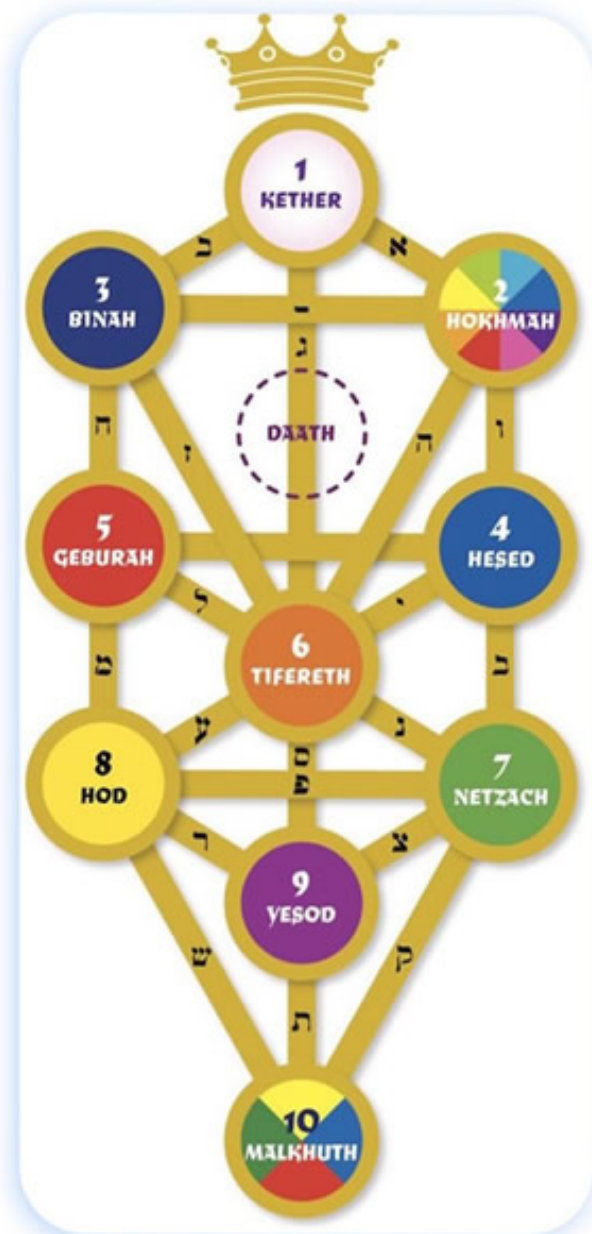 1
KETHER
א
3
BINAH
2
HOKHMAH
ג
DAATH
ח
ז
ה
ו
5
GEBURAH
4
HESED
ל
י
6
TIFERETH
מ
8
HOD
פ
7
NETZACH
ר
צ
9
YESOD
ש
ק
ת
10
MALKHUTH